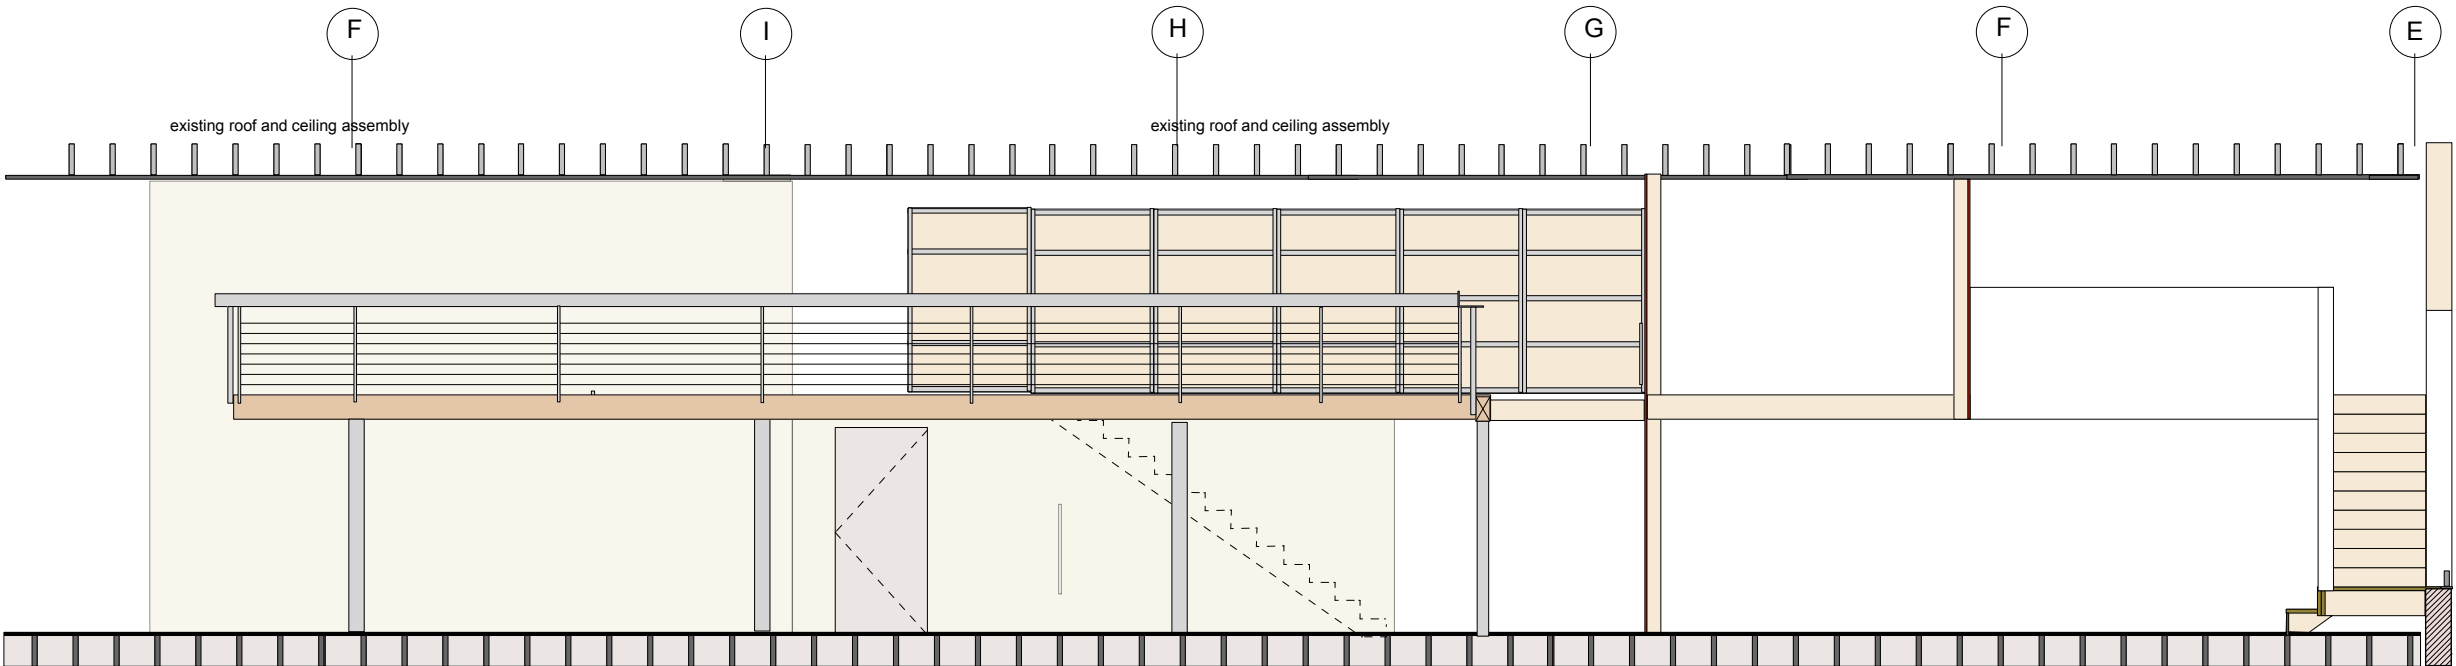 F
I
H
G
F
E
existing roof and ceiling assembly
existing roof and ceiling assembly